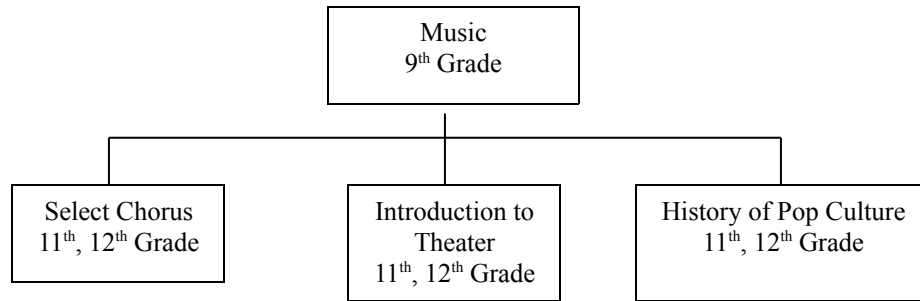 Music
9th Grade
Select Chorus
11th, 12th Grade
Introduction to
Theater
11th, 12th Grade
History of Pop Culture
11th, 12th Grade